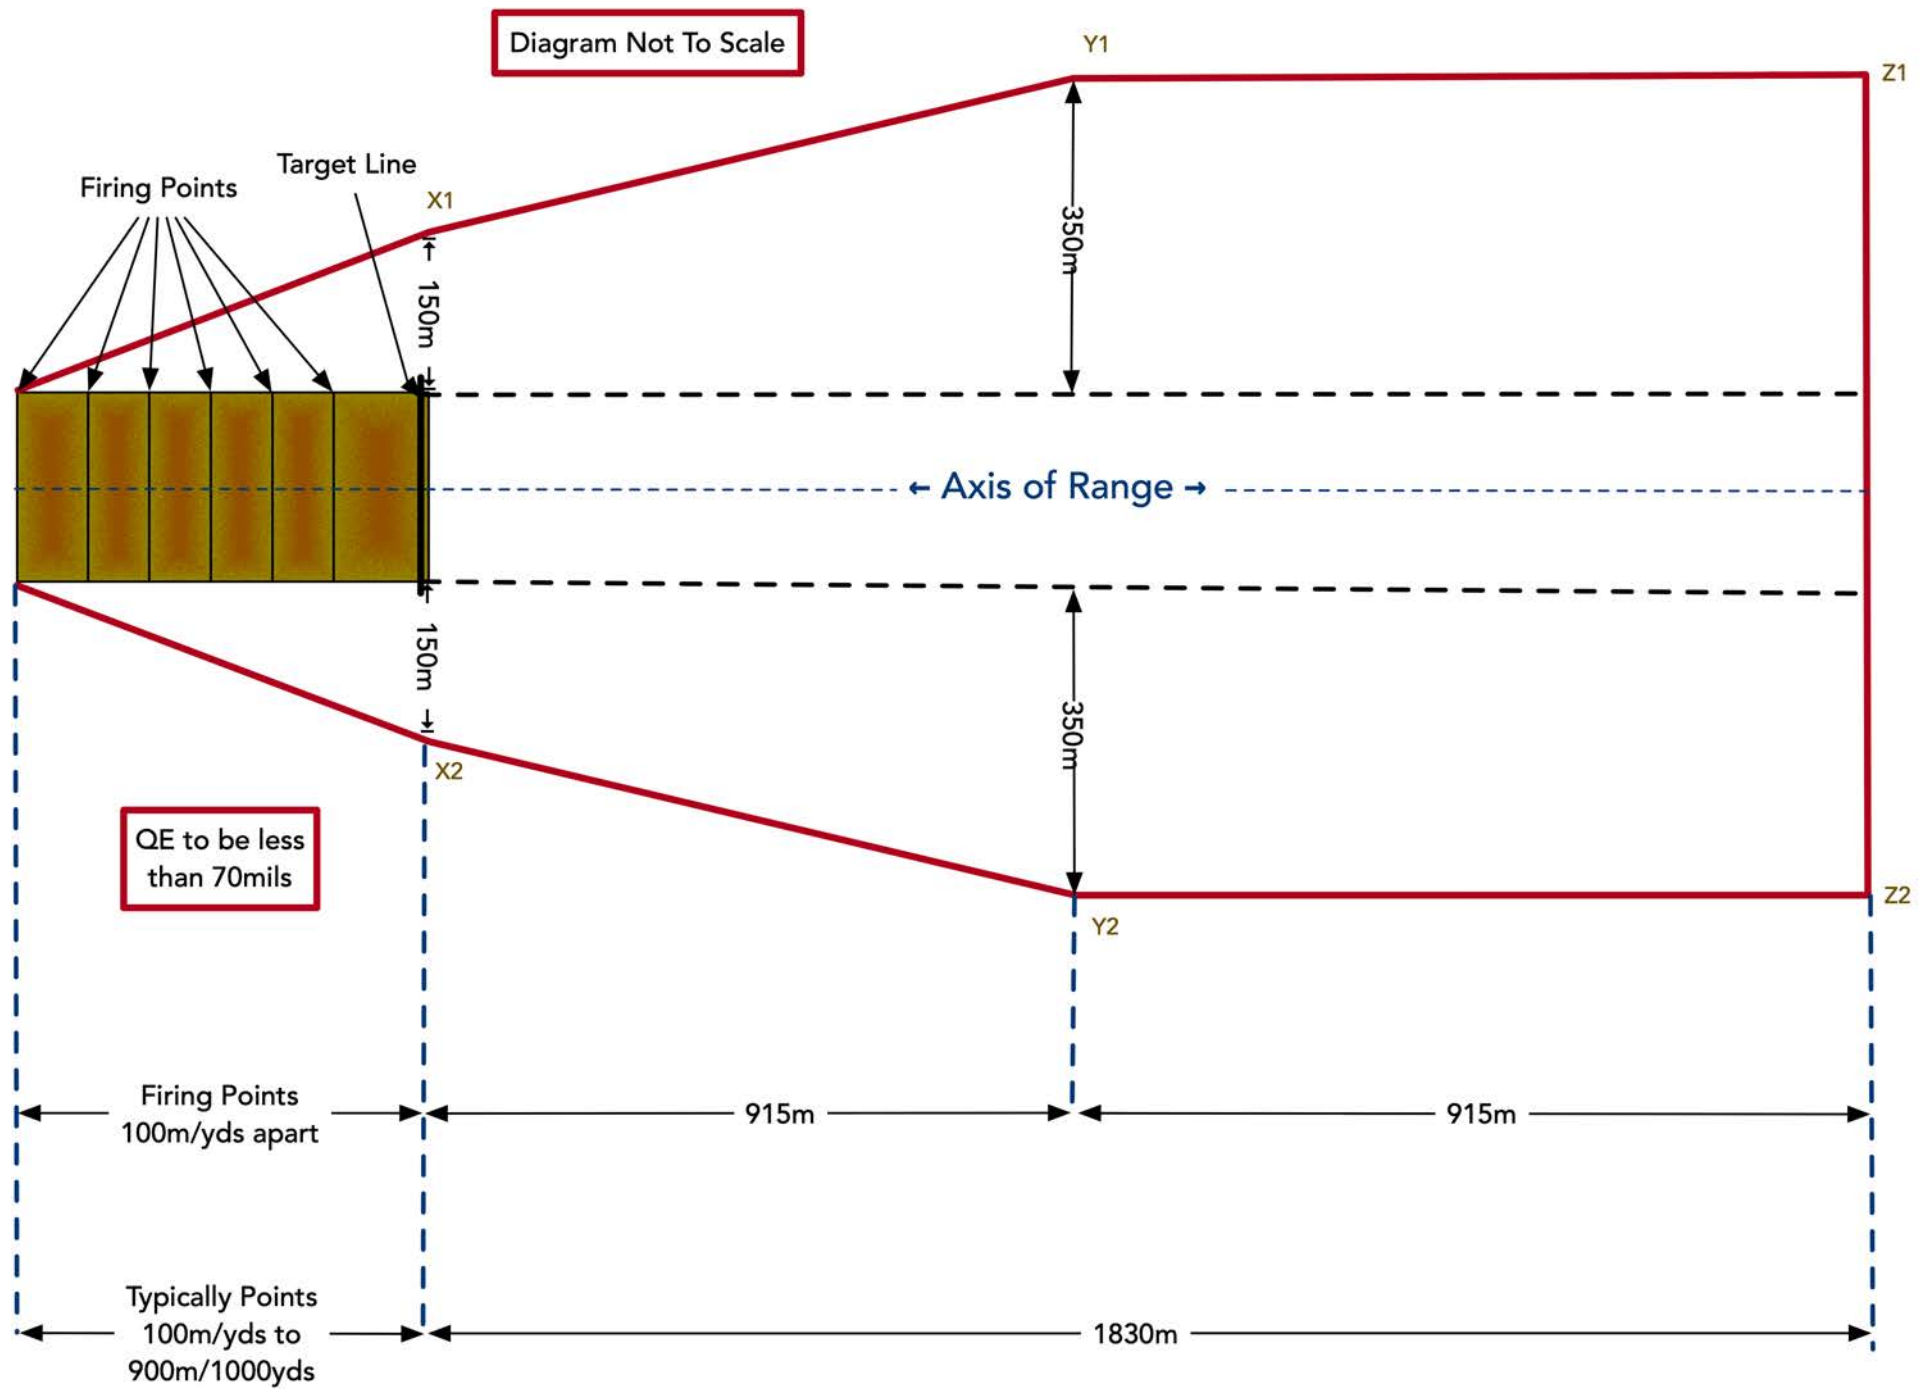 Diagram Not To Scale
Y1
Z1
Target Line
Firing Points
X1
150m
350m
← Axis of Range →
150m
350m
X2
QE to be less
than 70mils
Z2
Y2
Firing Points
100m/yds apart
915m
915m
Typically Points
100m/yds to
900m/1000yds
1830m